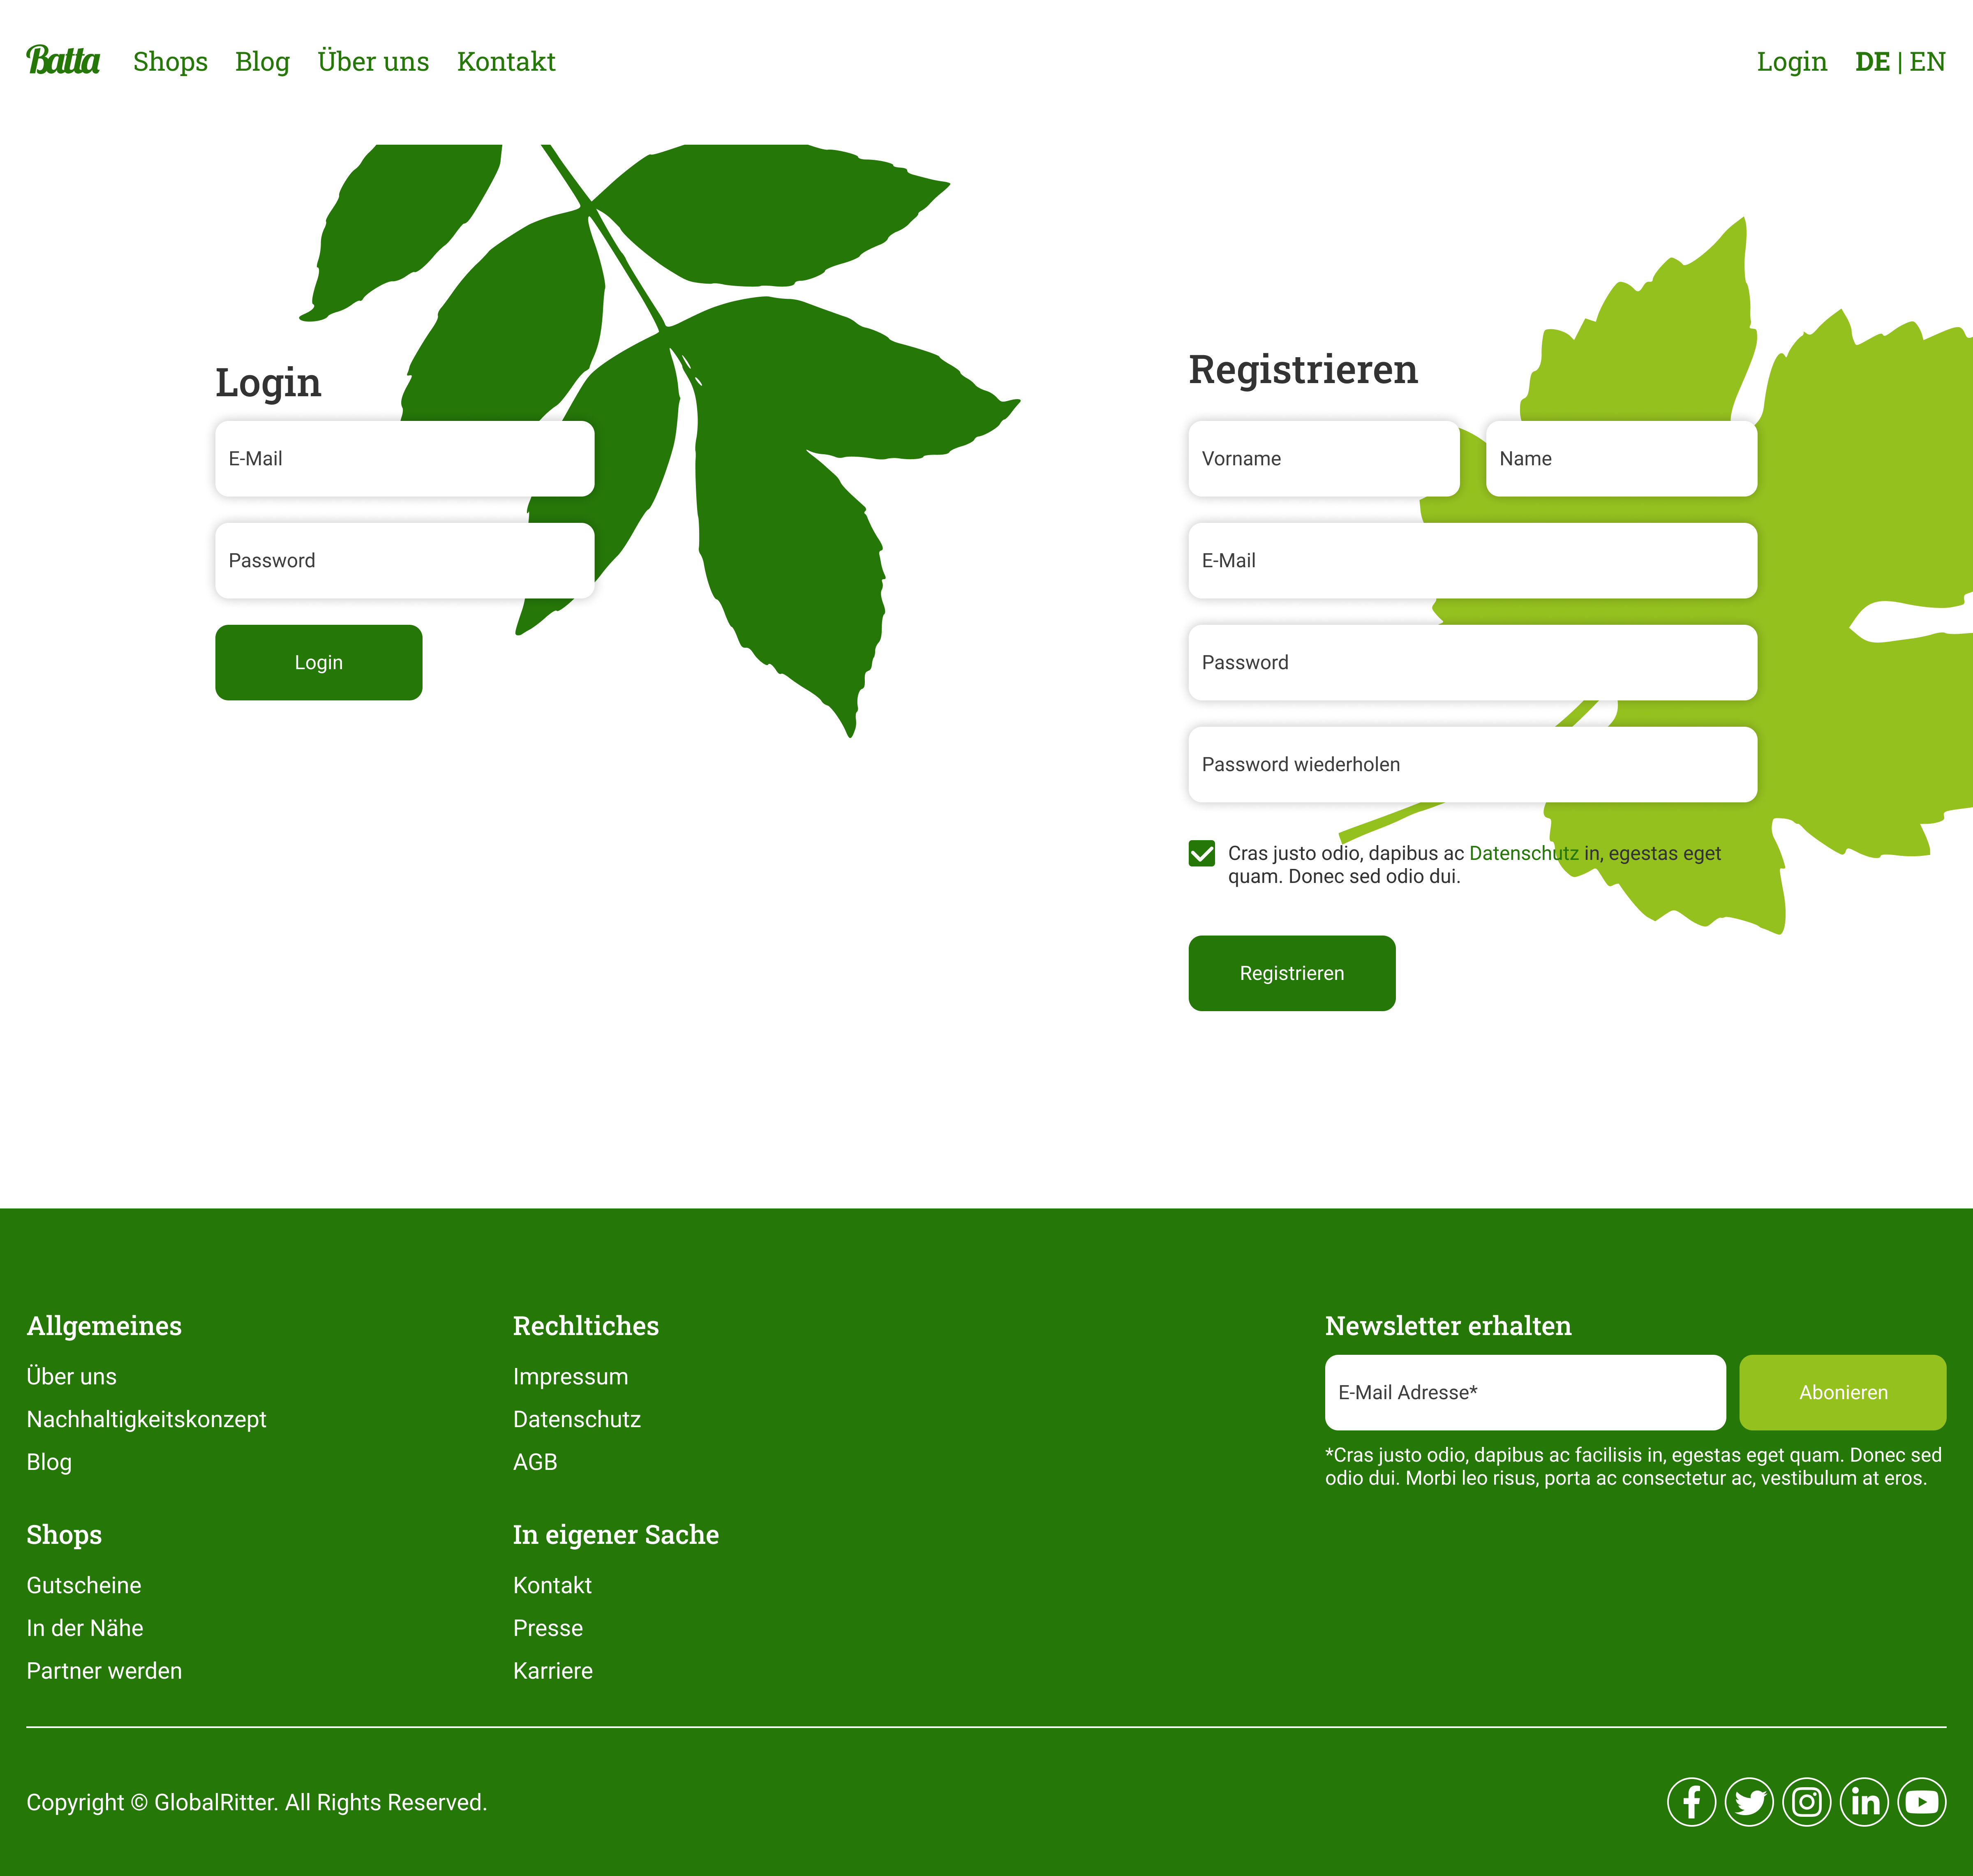 Batta Shops Blog Über uns Kontakt Login DE | EN
Login
E-Mail
Password
Login
Registrieren
Vorname Name
E-Mail
Password
Password wiederholen
Cras justo odio, dapibus ac Datenschutz in, egestas eget
quam. Donec sed odio dui.
Registrieren
Allgemeines
Über uns
Nachhaltigkeitskonzept
Blog
Rechltiches
Impressum
Datenschutz
AGB
Newsletter erhalten
E-Mail Adresse* Abonieren
*Cras justo odio, dapibus ac facilisis in, egestas eget quam. Donec sed
odio dui. Morbi leo risus, porta ac consectetur ac, vestibulum at eros.
Shops
Gutscheine
In der Nähe
Partner werden
In eigener Sache
Kontakt
Presse
Karriere
Copyright © GlobalRitter. All Rights Reserved.